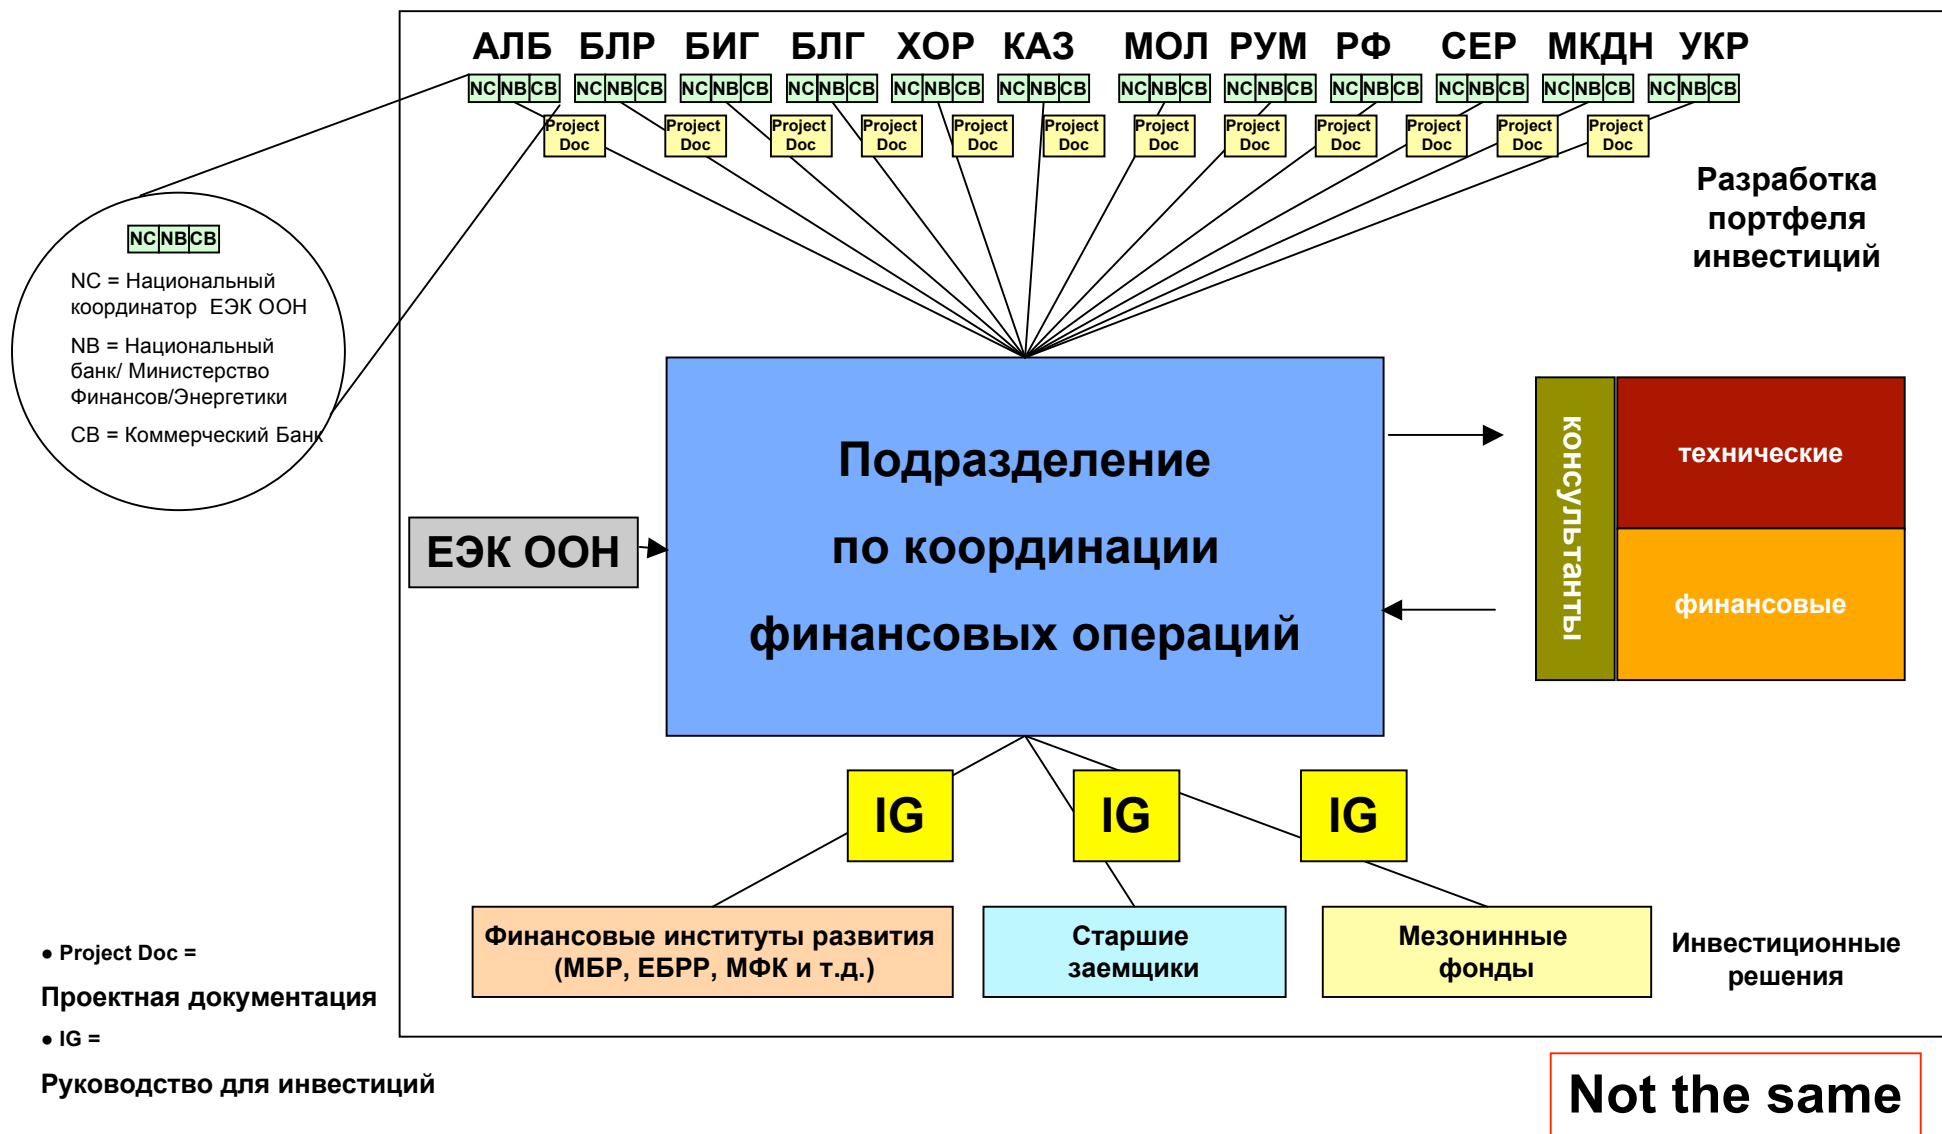 АЛБ БЛР БИГ БЛГ ХОР КАЗ МОЛ РУМ РФ СЕР МКДН УКР
NC NB CB NC NB CB NC NB CB NC NB CB NC NB CB NC NB CB NC NB CB NC NB CB NC NB CB NC NB CB NC NB CB NC NB CB
Project Project Project Project Project Project Project Project Project Project Project Project
Doc Doc Doc Doc Doc Doc Doc Doc Doc Doc Doc Doc
Разработка
портфеля
инвестиций
NC NB CB
NC = Национальный
координатор ЕЭК ООН
NB = Национальный
банк/ Министерство
Финансов/Энергетики
CB = Коммерческий Банк
ЕЭК ООН
Подразделение
по координации
финансовых операций
консультанты
технические
финансовые
IG IG IG
Финансовые институты развития
(МБР, ЕБРР, МФК и т.д.)
Старшие
заемщики
Мезонинные
фонды
Инвестиционные
решения
● Project Doc =
Проектная документация
● IG =
Руководство для инвестиций
Not the same